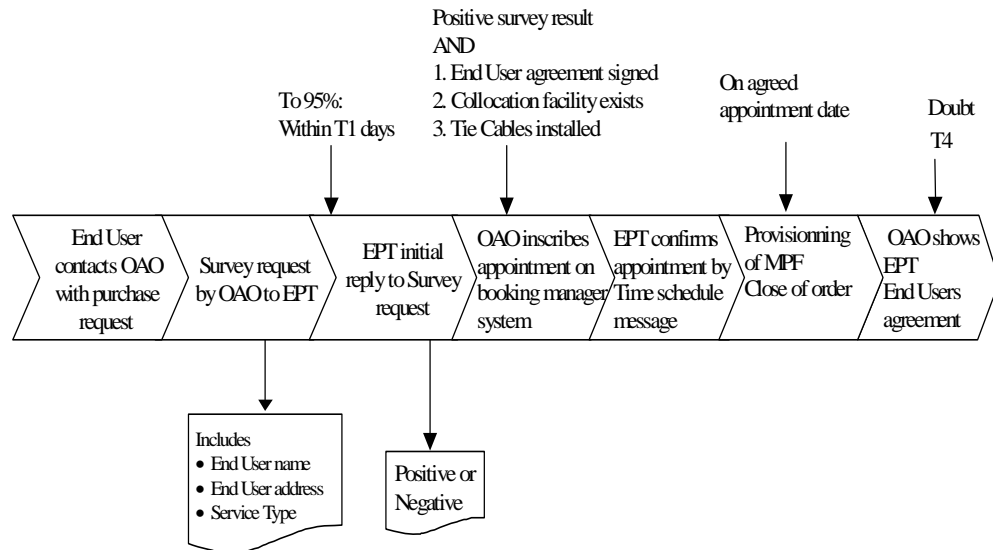 Positive survey result
AND
1. End User agreement signed
2. Collocation facility exists
3. Tie Cables installed
To 95%:
Within T1 days
On agreed
appointment date
Doubt
T4
End User
contacts OAO
with purchase
request
Survey request
by OAO to EPT
EPT initial
reply to Survey
request
OAO inscribes
appointment on
booking manager
system
EPT confirms
appointment by
Time schedule
message
Provisionning
of MPF
Close of order
OAO shows
EPT
End Users
agreement
Includes
• End User name
• End User address
• Service Type
Positive or
Negative